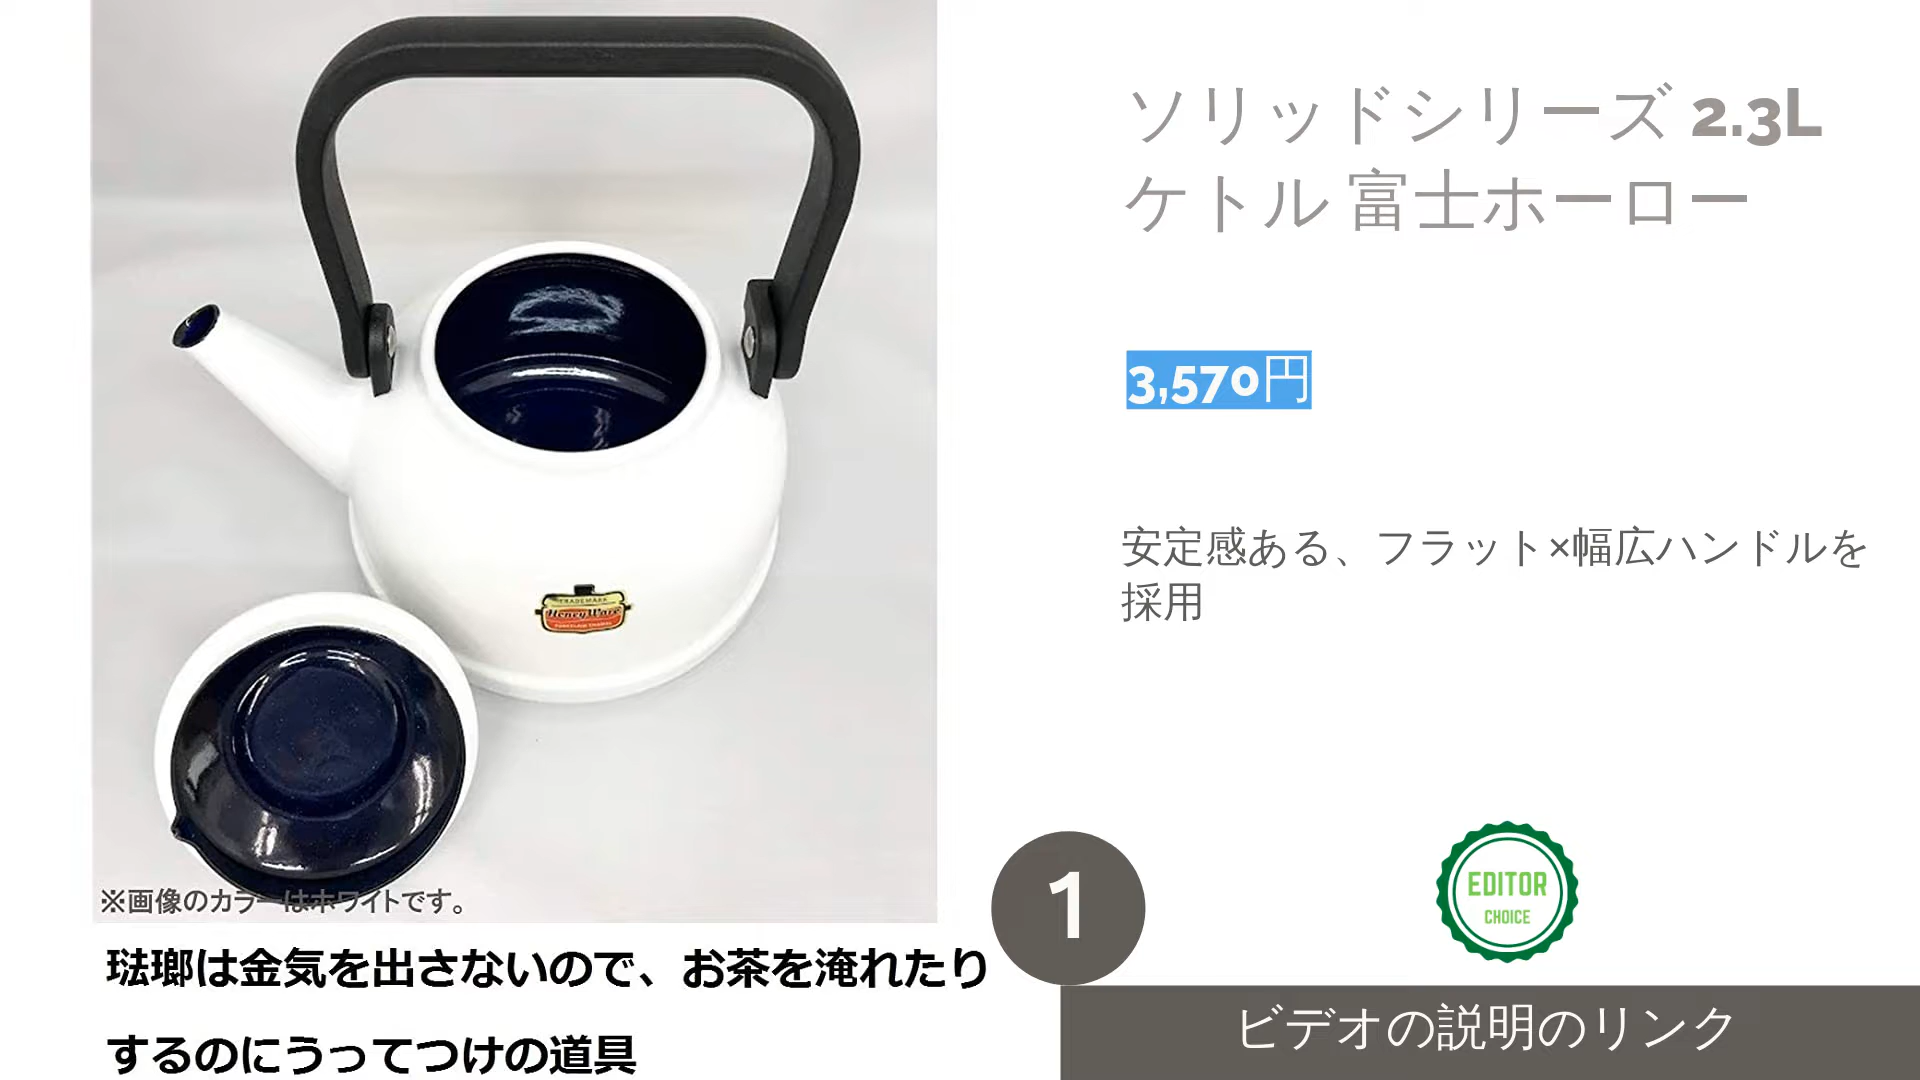 ソリッドシリーズ 2.3L
ケトル 富士ホーロー
3,570円
安定感ある、フラット×幅広ハンドルを
採用
TRADEMARK
HoneyWare
PORCELAIN ENAMEL
※画像のカラーはホワイトです。
琺瑯は金気を出さないので、お茶を淹れたり
するのにうってつけの道具
1
EDITOR
CHOICE
ビデオの説明のリンク